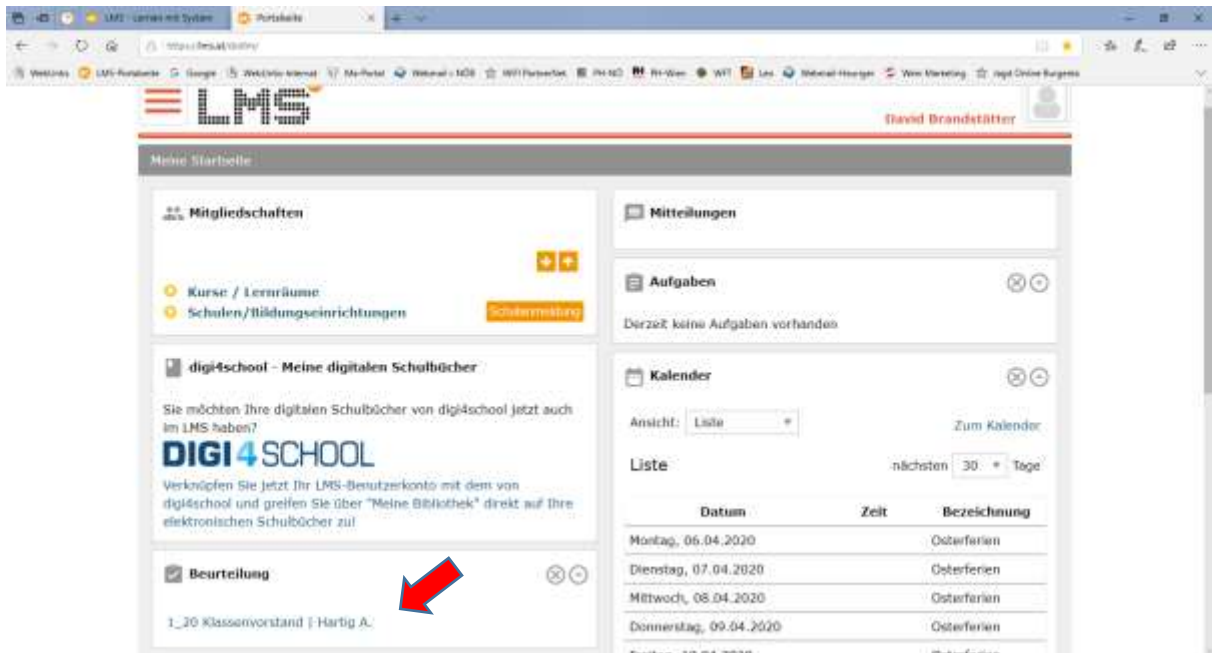 LMS - Lernen mit System
Portalseite
LMS
David Brandstätter
Meine Startseite
Mitgliedschaften
Kurse / Lernräume
Schulen/Bildungseinrichtungen
digi4school - Meine digitalen Schulbücher
Sie möchten Ihre digitalen Schulbücher von digi4school jetzt auch
im LMS haben?
DIGI4SCHOOL
Verknüpfen Sie jetzt Ihr LMS-Benutzerkonto mit dem von
digi4school und greifen Sie über "Meine Bibliothek" direkt auf Ihre
elektronischen Schulbücher zu!
Beurteilung
1_20 Klassenvorstand | Hartig A.
Mitteilungen
Aufgaben
Derzeit keine Aufgaben vorhanden
Kalender
Ansicht: Liste
Zum Kalender
Liste nächsten 30 Tage
Datum Zeit Bezeichnung
Montag, 06.04.2020 Osterferien
Dienstag, 07.04.2020 Osterferien
Mittwoch, 08.04.2020 Osterferien
Donnerstag, 09.04.2020 Osterferien